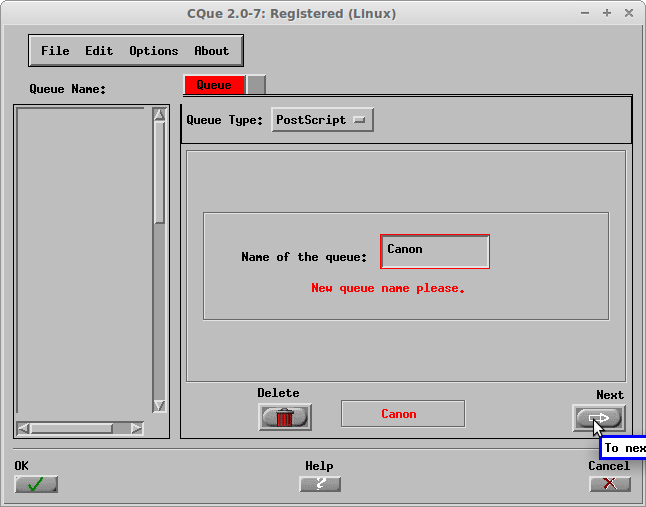 CQue 2.0-7: Registered (Linux)
File Edit Options About
Queue Name:
Queue
Queue Type: PostScript
Name of the queue: Canon
New queue name please.
Delete
Canon
Next
To nex
OK
Help
?
Cancel